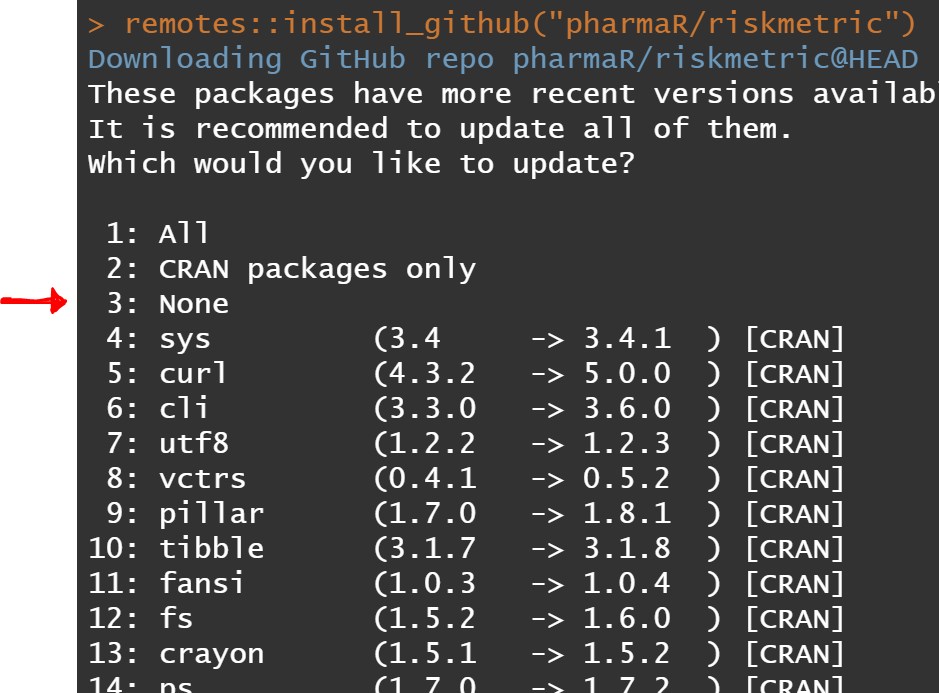 > remotes::install_github("pharmaR/riskmetric")
Downloading GitHub repo pharmaR/riskmetric@HEAD
These packages have more recent versions
It is recommended to update all of them.
Which would you like to update?
1: All
2: CRAN packages only
3: None
4: sys (3.4 -> 3.4.1 ) [CRAN]
5: curl (4.3.2 -> 5.0.0 ) [CRAN]
6: cli (3.3.0 -> 3.6.0 ) [CRAN]
7: utf8 (1.2.2 -> 1.2.3 ) [CRAN]
8: vctrs (0.4.1 -> 0.5.2 ) [CRAN]
9: pillar (1.7.0 -> 1.8.1 ) [CRAN]
10: tibble (3.1.7 -> 3.1.8 ) [CRAN]
11: fansi (1.0.3 -> 1.0.4 ) [CRAN]
12: fs (1.5.2 -> 1.6.0 ) [CRAN]
13: crayon (1.5.1 -> 1.5.2 ) [CRAN]
14: ps (1.7.0 -> 1.7.2 ) [CRAN]